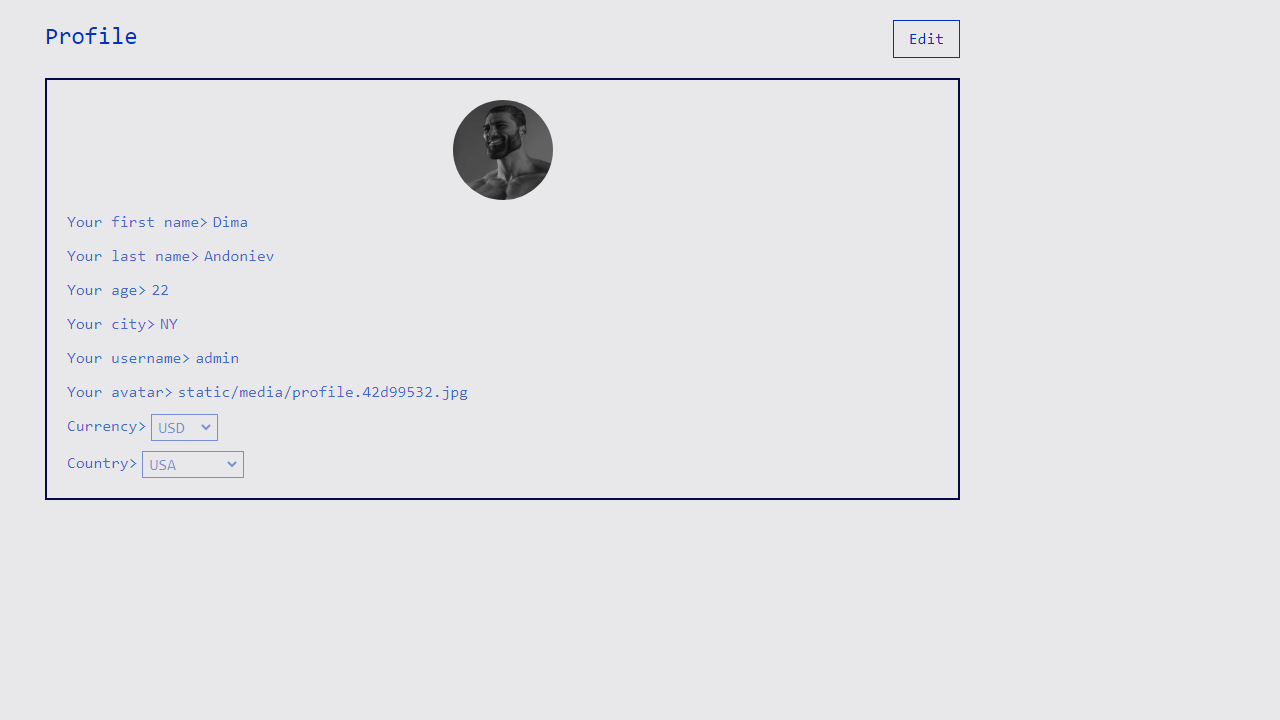 Profile
Edit
Your first name> Dima
Your last name> Andoniev
Your age> 22
Your city> NY
Your username> admin
Your avatar> static/media/profile.42d99532.jpg
Currency> USD
Country> USA